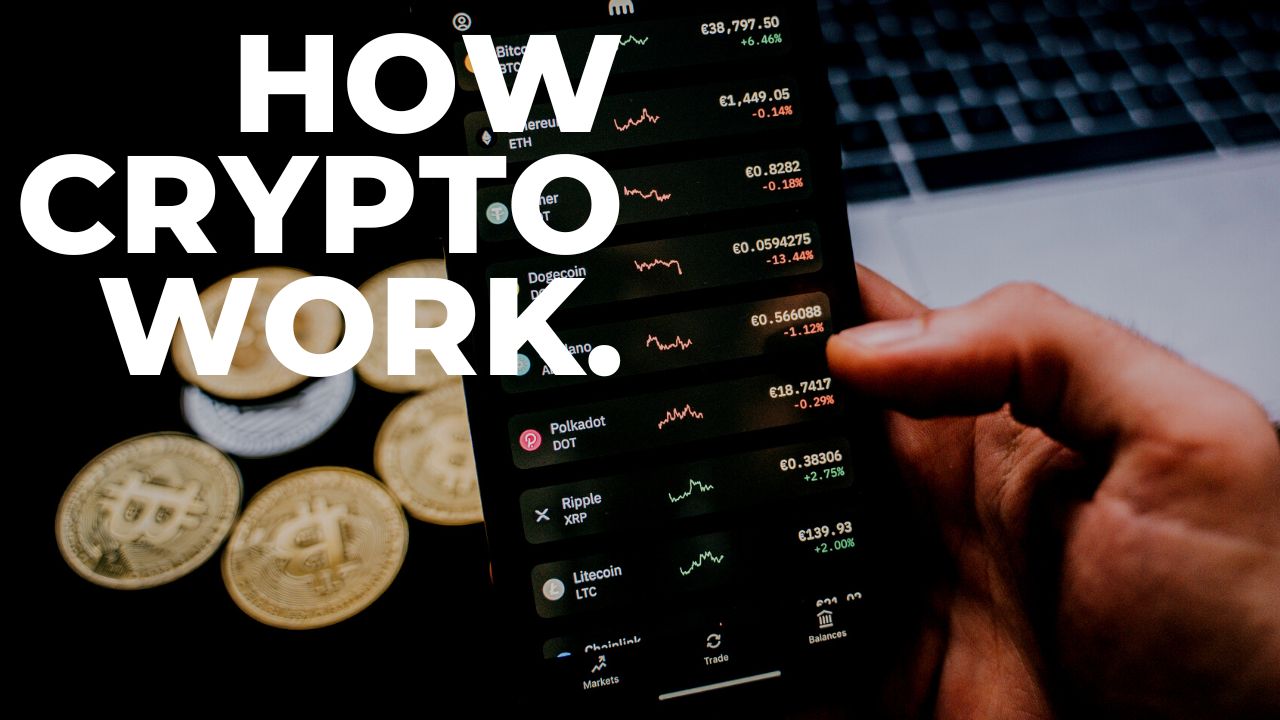 HOW
CRYPTO
WORK.
€38,797.50
+6.46%
€1,449.05
ETH
-0.14%
€0.8282
-0.18%
Dogecoin
€0.0594275
-13.44%
€0.566088
-1.12%
Polkadot
DOT
€18.7417
-0.29%
Ripple
XRP
€0.38306
+2.75%
Litecoin
LTC
€139.93
+2.00%
Chainlink
Markets
Trade
Balances